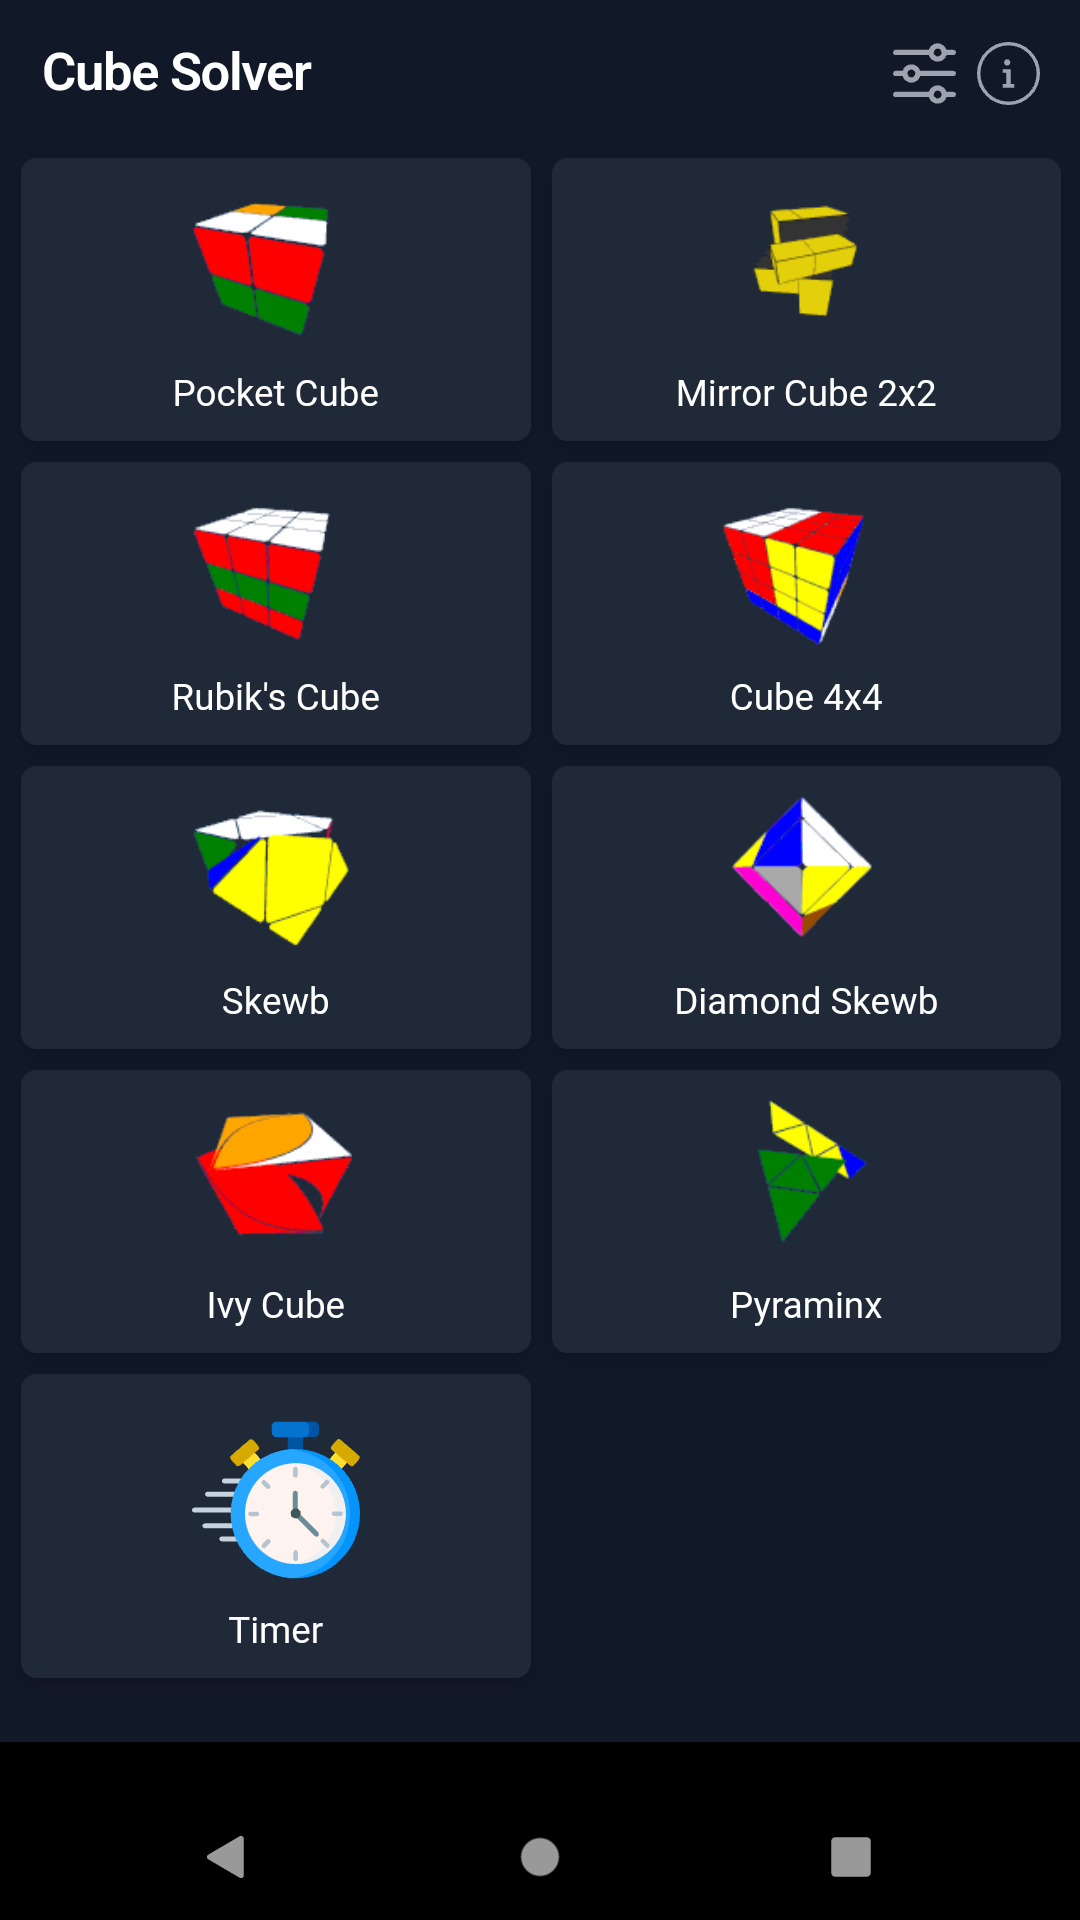 Cube Solver
Pocket Cube
Mirror Cube 2x2
Rubik's Cube
Cube 4x4
Skewb
Diamond Skewb
Ivy Cube
Pyraminx
Timer